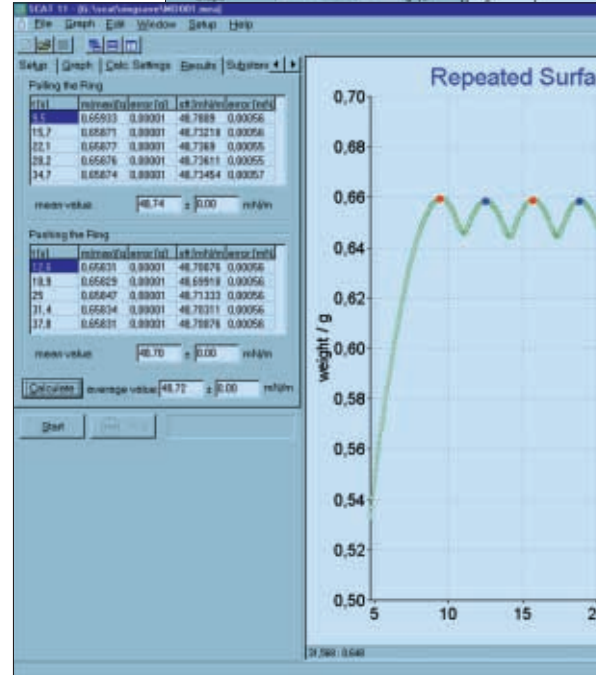 SCAT 11 -
File Graph Edit Window Setup Help
Setup Graph Calc. Settings Results
Pulling the Ring
t [s] m(max)[g] error [g] sft [mN/m] error [mN
9,5 0,65933 0,00001 48,7809 0,00056
15,7 0,65871 0,00001 48,73218 0,00056
22,1 0,65877 0,00001 48,7369 0,00055
28,2 0,65876 0,00001 48,73611 0,00055
34,7 0,65874 0,00001 48,73454 0,00057
mean value: 48,74 ± 0,00 mN/m
Pushing the Ring
t [s] m(max)[g] error [g] sft [mN/m] error [mN
0,65831 0,00001 48,70076 0,00056
18,9 0,65829 0,00001 48,69918 0,00056
25 0,65847 0,00001 48,71333 0,00056
31,4 0,65834 0,00001 48,70311 0,00056
37,8 0,65831 0,00001 48,70076 0,00056
mean value: 48,70 ± 0,00 mN/m
Calculate average value: 48,72 ± 0,00 mN/m
Start
Repeated Surfa
0,70
0,68
0,66
0,64
0,62
0,60
0,58
0,56
0,54
0,52
0,50
weight / g
5 10 15 2